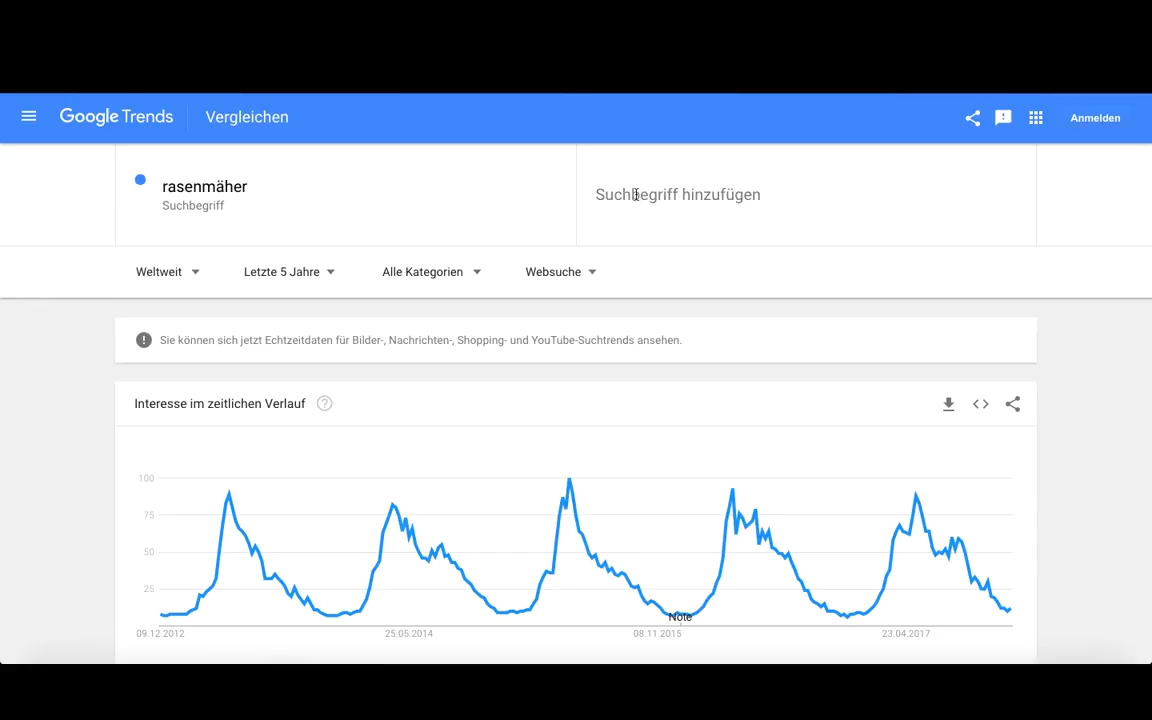 Google Trends Vergleichen Anmelden
rasenmäher
Suchbegriff
Suchbegriff hinzufügen
Weltweit Letzte 5 Jahre Alle Kategorien Websuche
Sie können sich jetzt Echtzeitdaten für Bilder-, Nachrichten-, Shopping- und YouTube-Suchtrends ansehen.
Interesse im zeitlichen Verlauf
100
75
50
25
Note
09.12.2012 25.05.2014 08.11.2015 23.04.2017